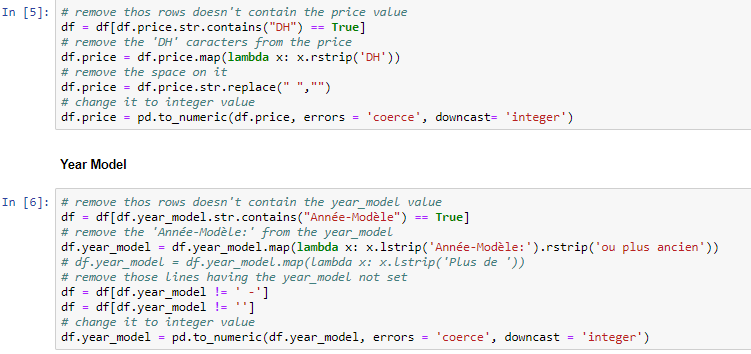 In [5]: # remove thos rows doesn't contain the price value
df = df[df.price.str.contains("DH") == True]
# remove the 'DH' caracters from the price
df.price = df.price.map(lambda x: x.rstrip('DH'))
# remove the space on it
df.price = df.price.str.replace(" ","")
# change it to integer value
df.price = pd.to_numeric(df.price, errors = 'coerce', downcast= 'integer')
Year Model
In [6]: # remove thos rows doesn't contain the year_model value
df = df[df.year_model.str.contains("Année-Modèle") == True]
# remove the 'Année-Modèle:' from the year_model
df.year_model = df.year_model.map(lambda x: x.lstrip('Année-Modèle:').rstrip('ou plus ancien'))
# df.year_model = df.year_model.map(lambda x: x.lstrip('Plus de '))
# remove those lines having the year_model not set
df = df[df.year_model != ' -']
df = df[df.year_model != '']
# change it to integer value
df.year_model = pd.to_numeric(df.year_model, errors = 'coerce', downcast = 'integer')